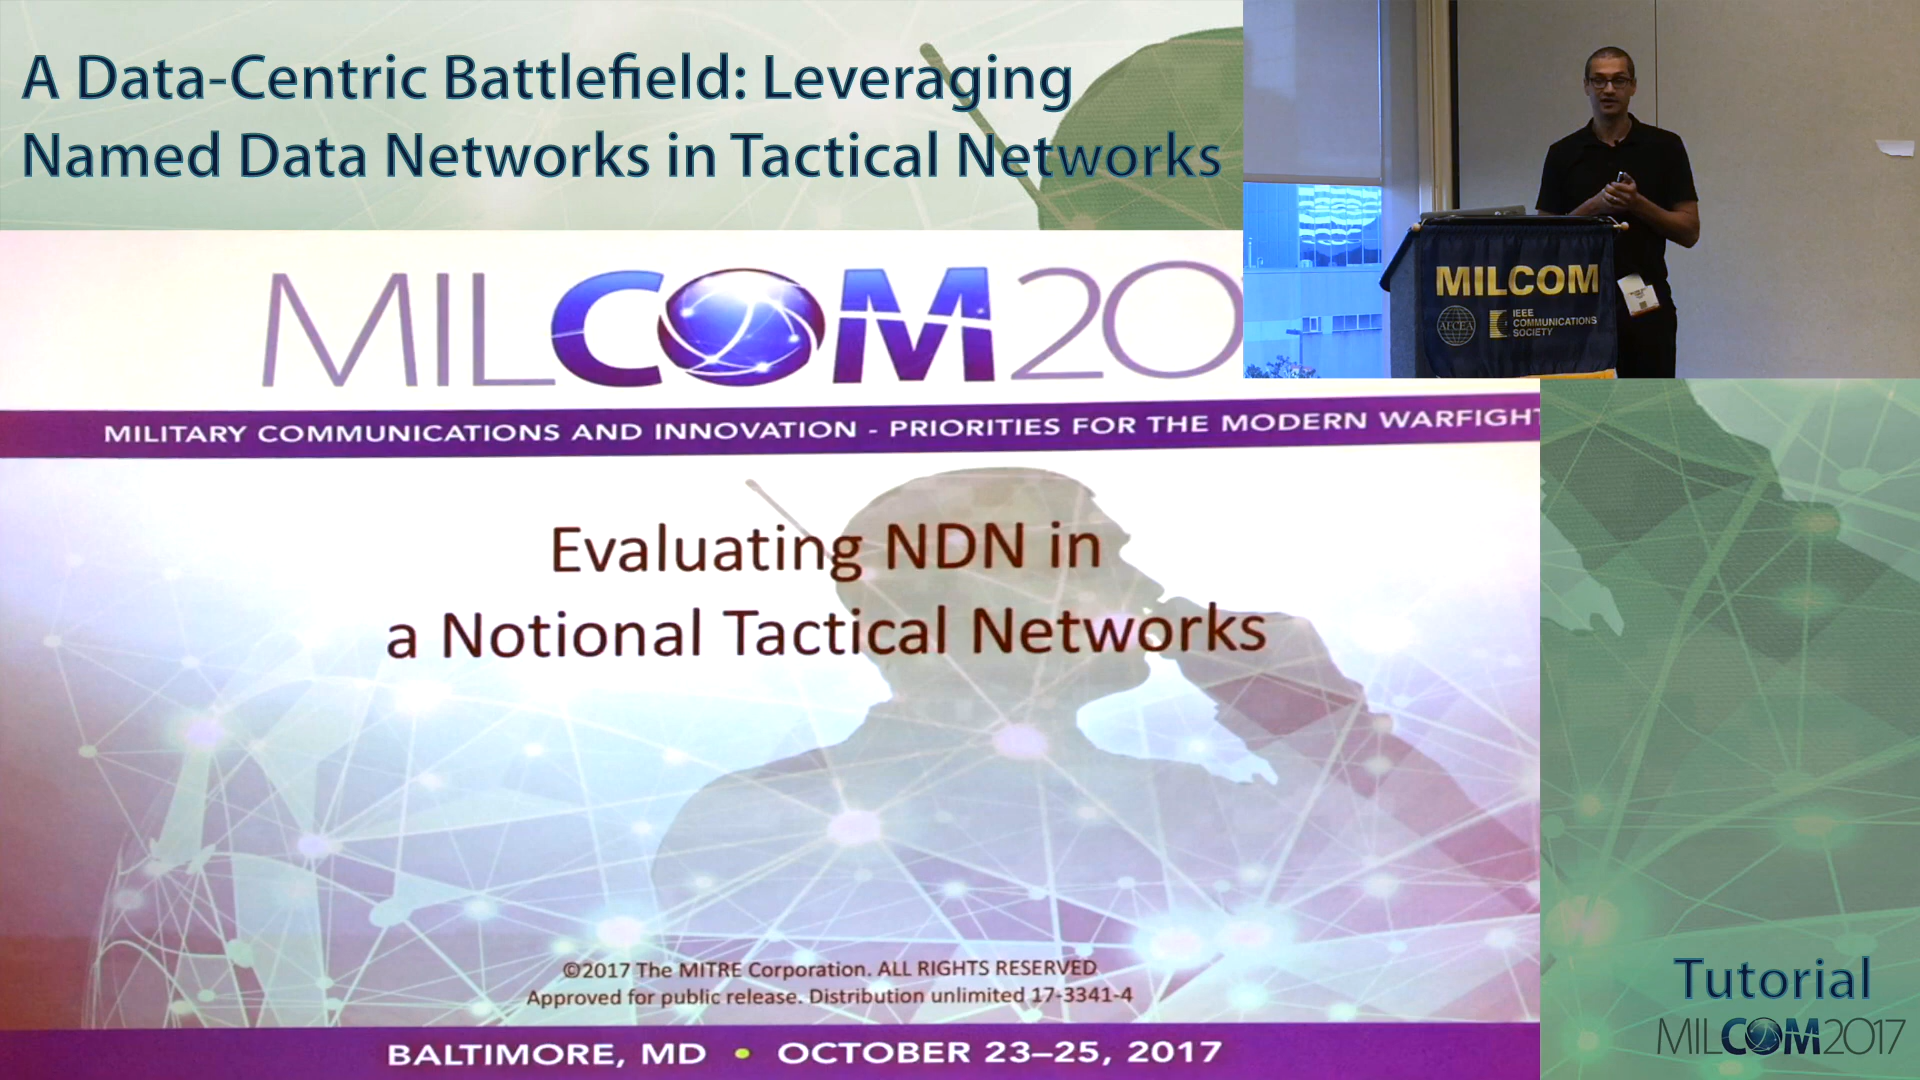 A Data-Centric Battlefield: Leveraging
Named Data Networks in Tactical Networks
MILCOM 20
MILITARY COMMUNICATIONS AND INNOVATION - PRIORITIES FOR THE MODERN WARFIGHT
Evaluating NDN in
a Notional Tactical Networks
©2017 The MITRE Corporation. ALL RIGHTS RESERVED
Approved for public release. Distribution unlimited 17-3341-4
BALTIMORE, MD • OCTOBER 23–25, 2017
MILCOM
AFCEA
IEEE
COMMUNICATIONS
SOCIETY
Tutorial
MILCOM2017